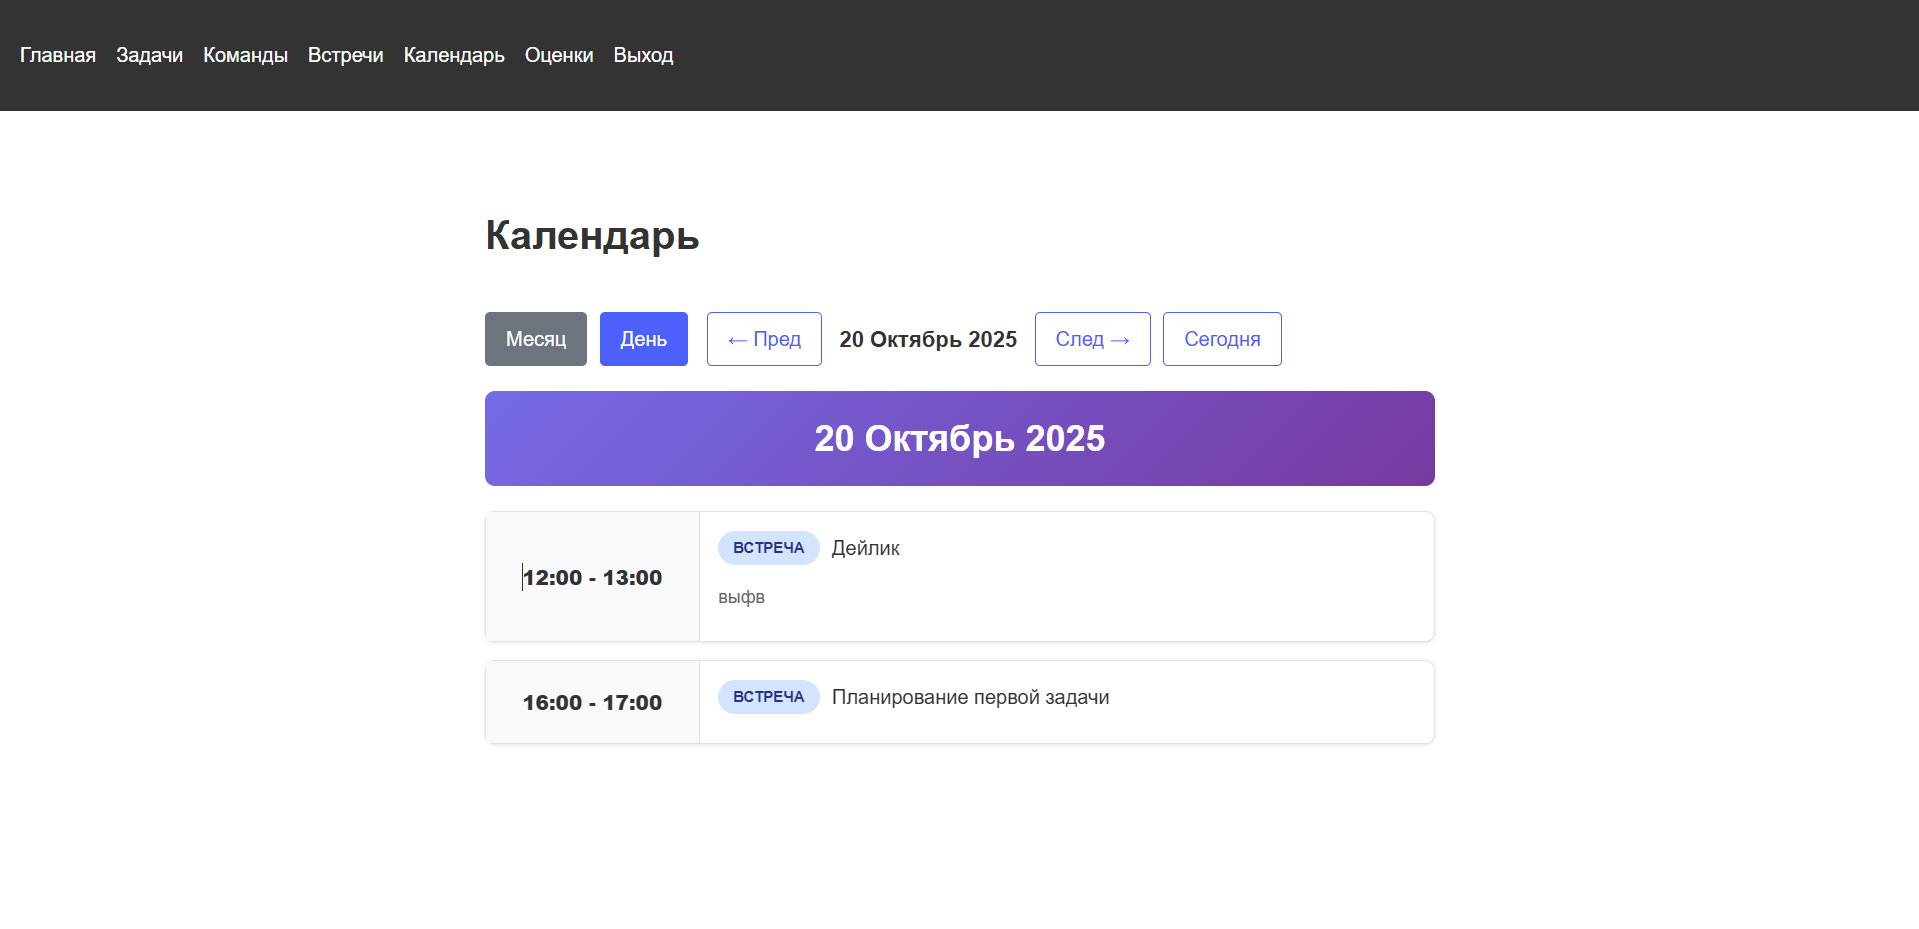 Главная Задачи Команды Встречи Календарь Оценки Выход
Календарь
Месяц День ← Пред 20 Октябрь 2025 След → Сегодня
20 Октябрь 2025
12:00 - 13:00
ВСТРЕЧА Дейлик
выфв
16:00 - 17:00
ВСТРЕЧА Планирование первой задачи